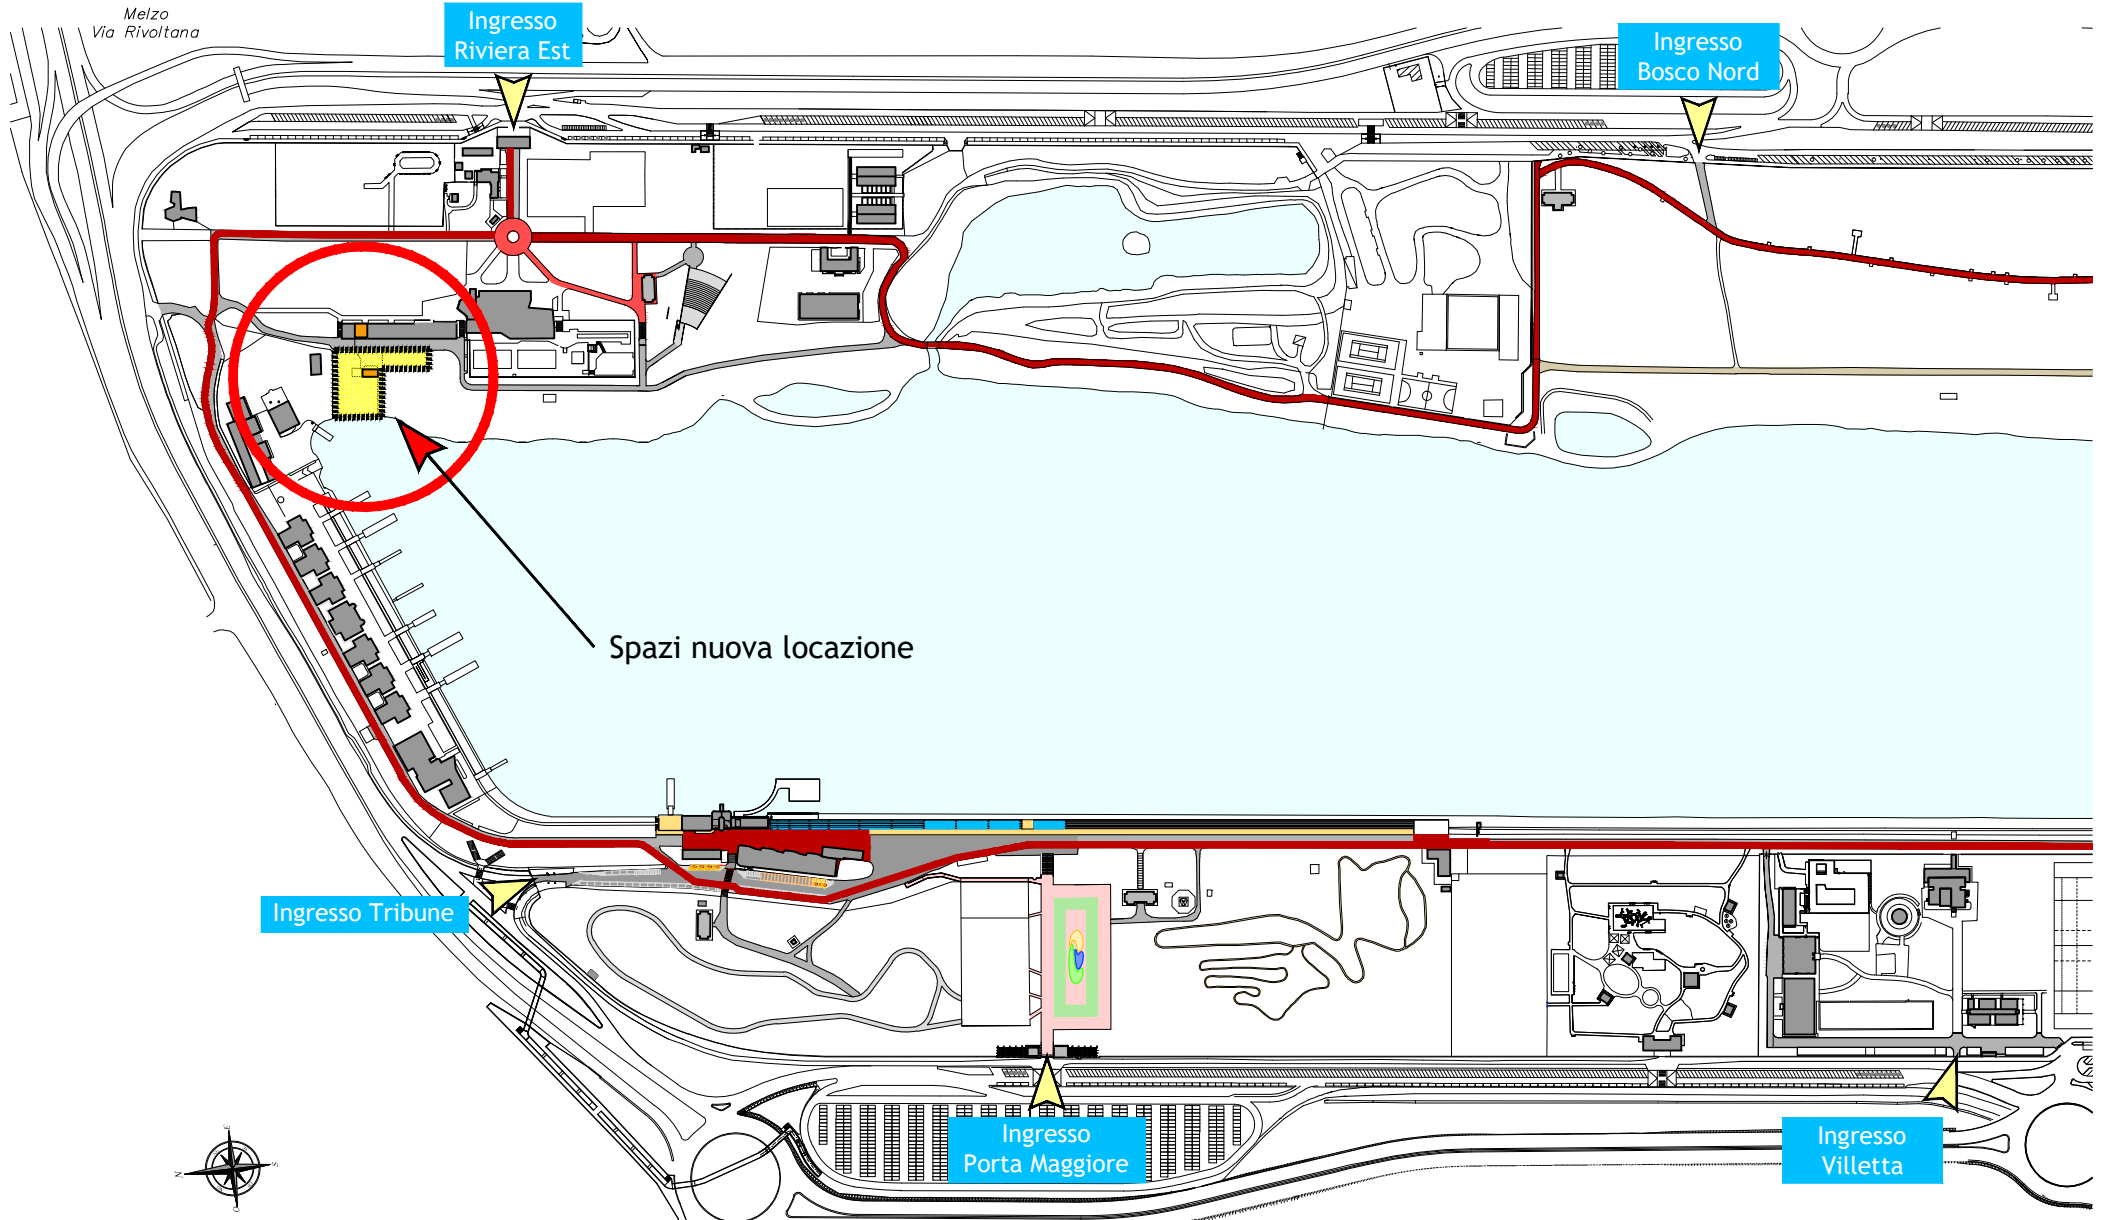 Melzo
Via Rivoltana
Ingresso
Riviera Est
Ingresso
Bosco Nord
Spazi nuova locazione
Ingresso Tribune
Ingresso
Porta Maggiore
Ingresso
Villetta
E
N
S
O